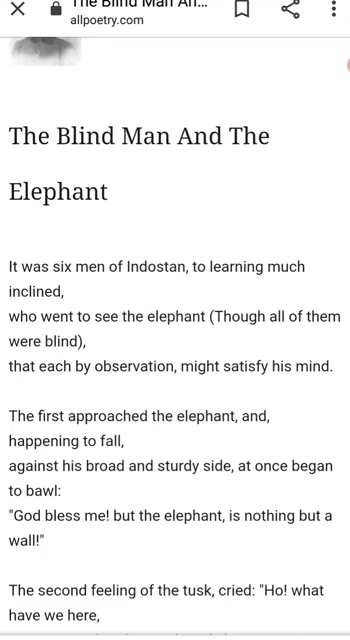 The Blind Man An...
allpoetry.com
The Blind Man And The
Elephant
It was six men of Indostan, to learning much
inclined,
who went to see the elephant (Though all of them
were blind),
that each by observation, might satisfy his mind.
The first approached the elephant, and,
happening to fall,
against his broad and sturdy side, at once began
to bawl:
"God bless me! but the elephant, is nothing but a
wall!"
The second feeling of the tusk, cried: "Ho! what
have we here,